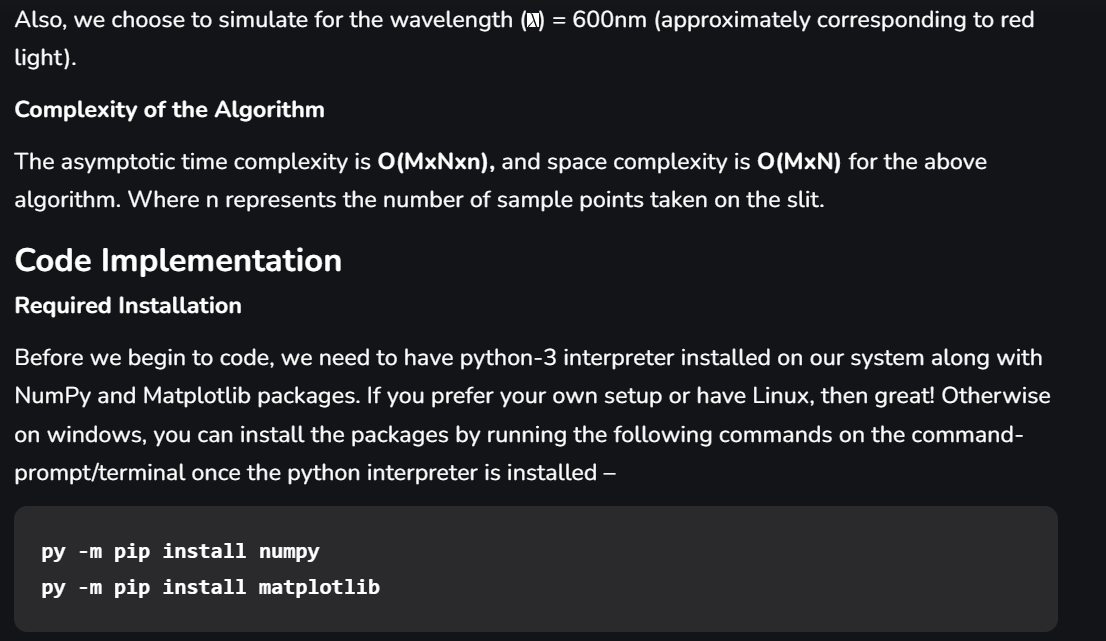 Also, we choose to simulate for the wavelength () = 600nm (approximately corresponding to red
light).
Complexity of the Algorithm
The asymptotic time complexity is O(MxNxn), and space complexity is O(MxN) for the above
algorithm. Where n represents the number of sample points taken on the slit.
Code Implementation
Required Installation
Before we begin to code, we need to have python-3 interpreter installed on our system along with
NumPy and Matplotlib packages. If you prefer your own setup or have Linux, then great! Otherwise
on windows, you can install the packages by running the following commands on the command-
prompt/terminal once the python interpreter is installed –
py -m pip install numpy
py -m pip install matplotlib